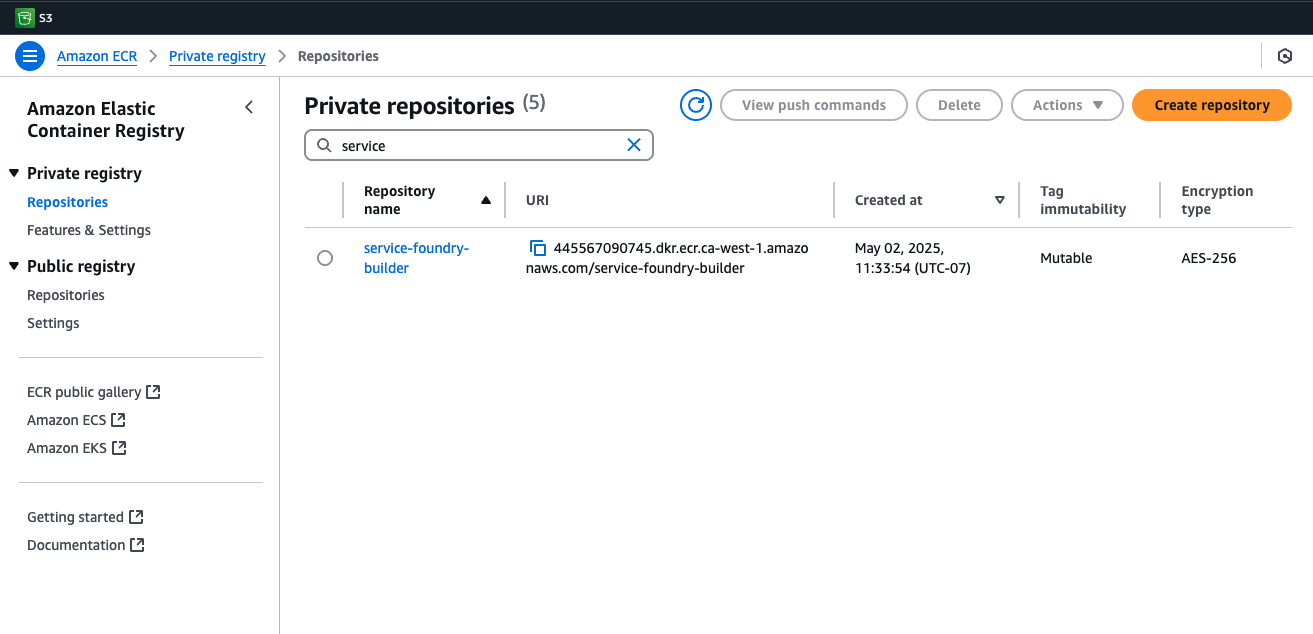 S3
Amazon ECR
Private registry
Repositories
Amazon Elastic
Container Registry
Private registry
Repositories
Features & Settings
Public registry
Repositories
Settings
ECR public gallery
Amazon ECS
Amazon EKS
Getting started
Documentation
Private repositories (5)
View push commands
Delete
Actions
Create repository
service
Repository
name
URI
Created at
Tag
immutability
Encryption
type
service-foundry-
builder
445567090745.dkr.ecr.ca-west-1.amazo
naws.com/service-foundry-builder
May 02, 2025,
11:33:54 (UTC-07)
Mutable
AES-256